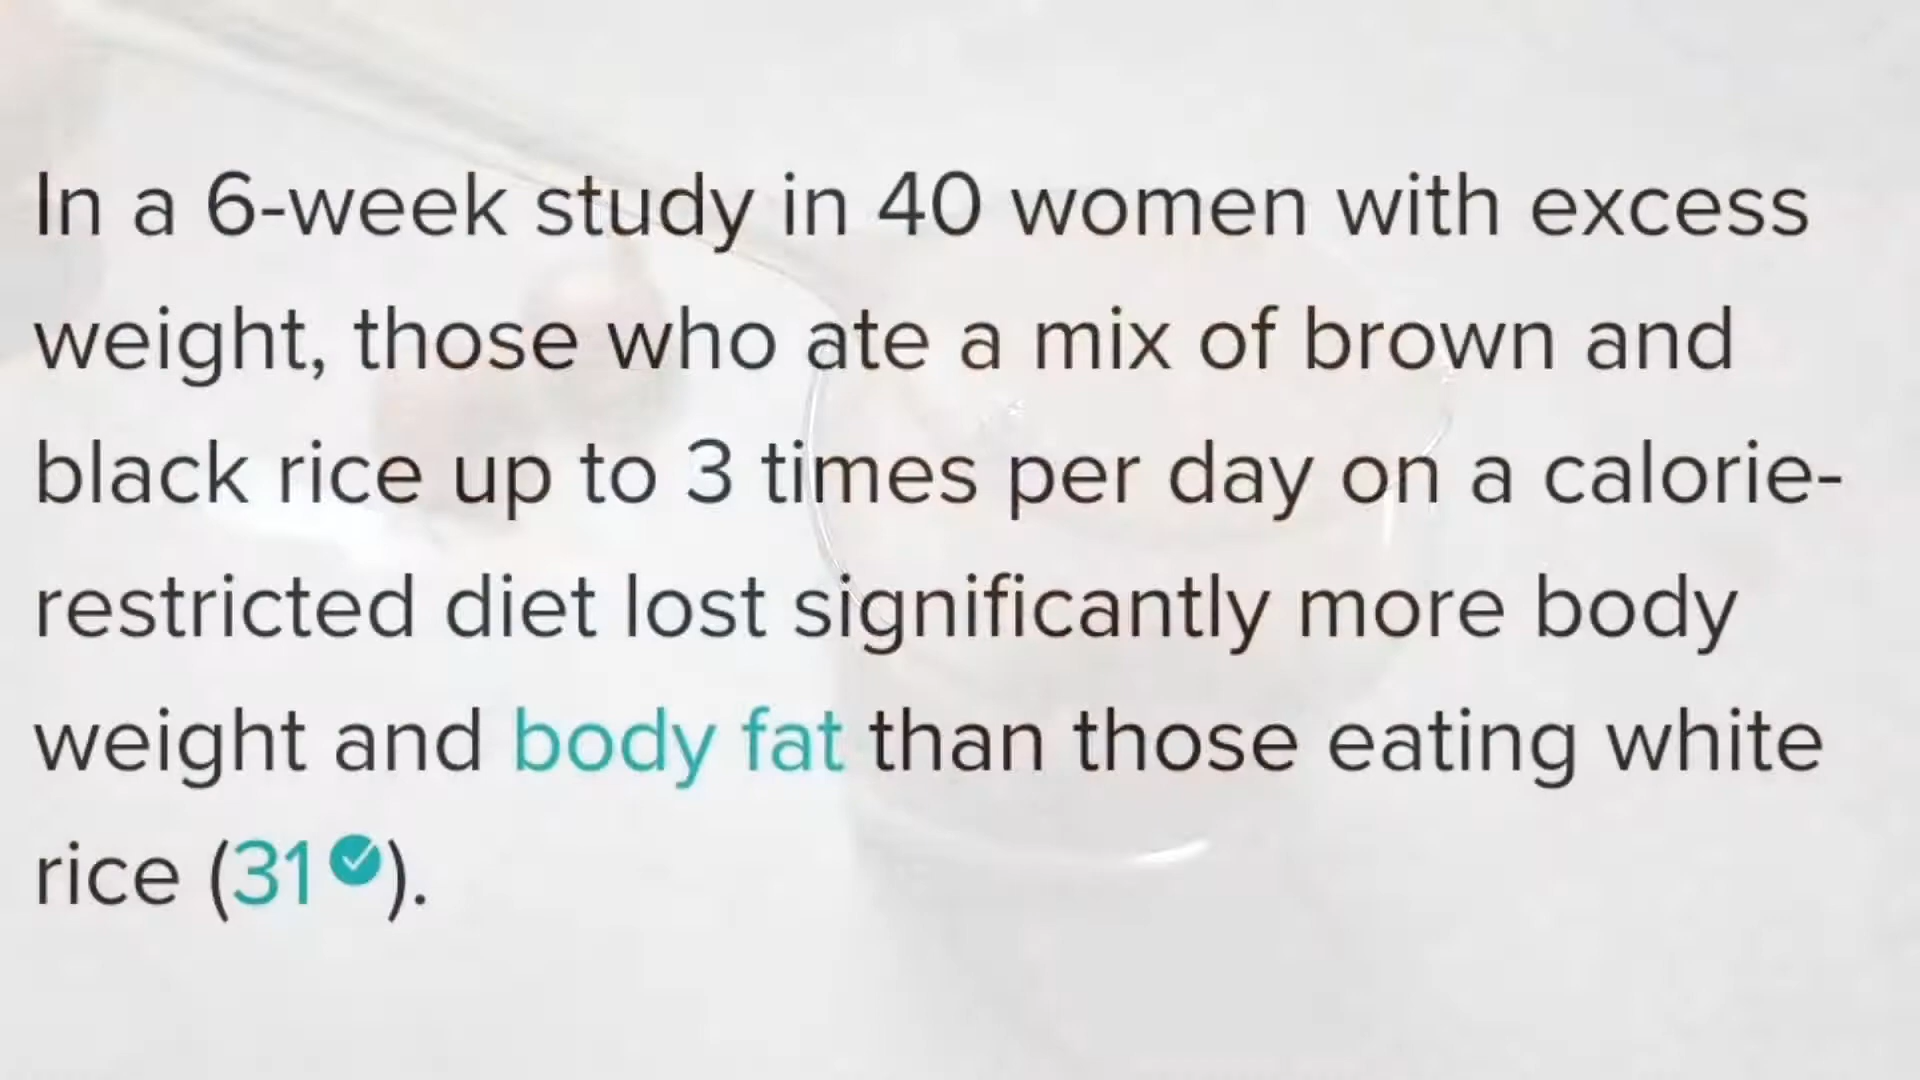 In a 6-week study in 40 women with excess
weight, those who ate a mix of brown and
black rice up to 3 times per day on a calorie-
restricted diet lost significantly more body
weight and body fat than those eating white
rice (31).